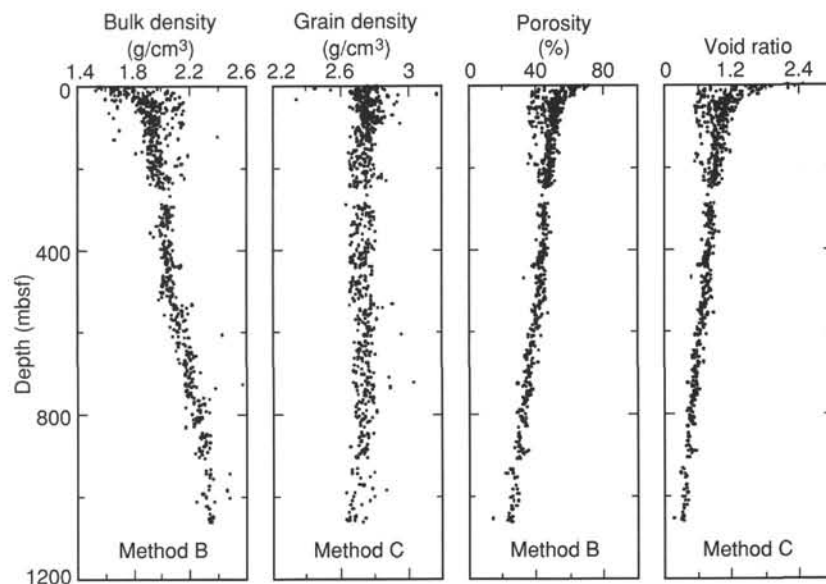 Bulk density
(g/cm³)
1.4 1.8 2.2 2.6
Grain density
(g/cm³)
2.2 2.6 3
Porosity
(%)
0 40 80
Void ratio
0 1.2 2.4
0
400
800
1200
Depth (mbsf)
Method B
Method C
Method B
Method C